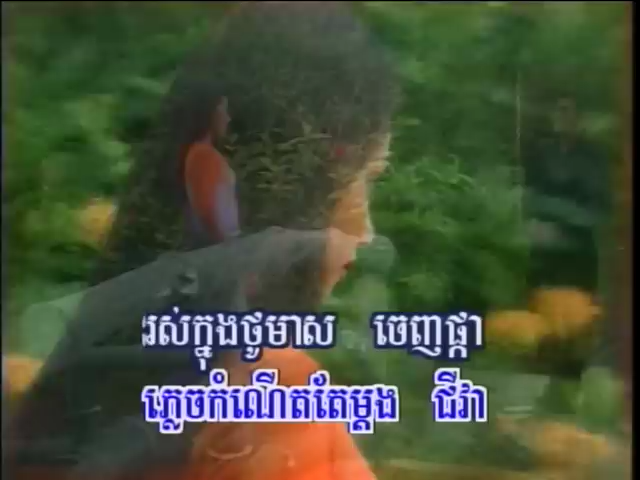 រស់ក្នុងថូមាស ចេញផ្កា
ភ្លេចកំណើតតែម្តង ជីវា